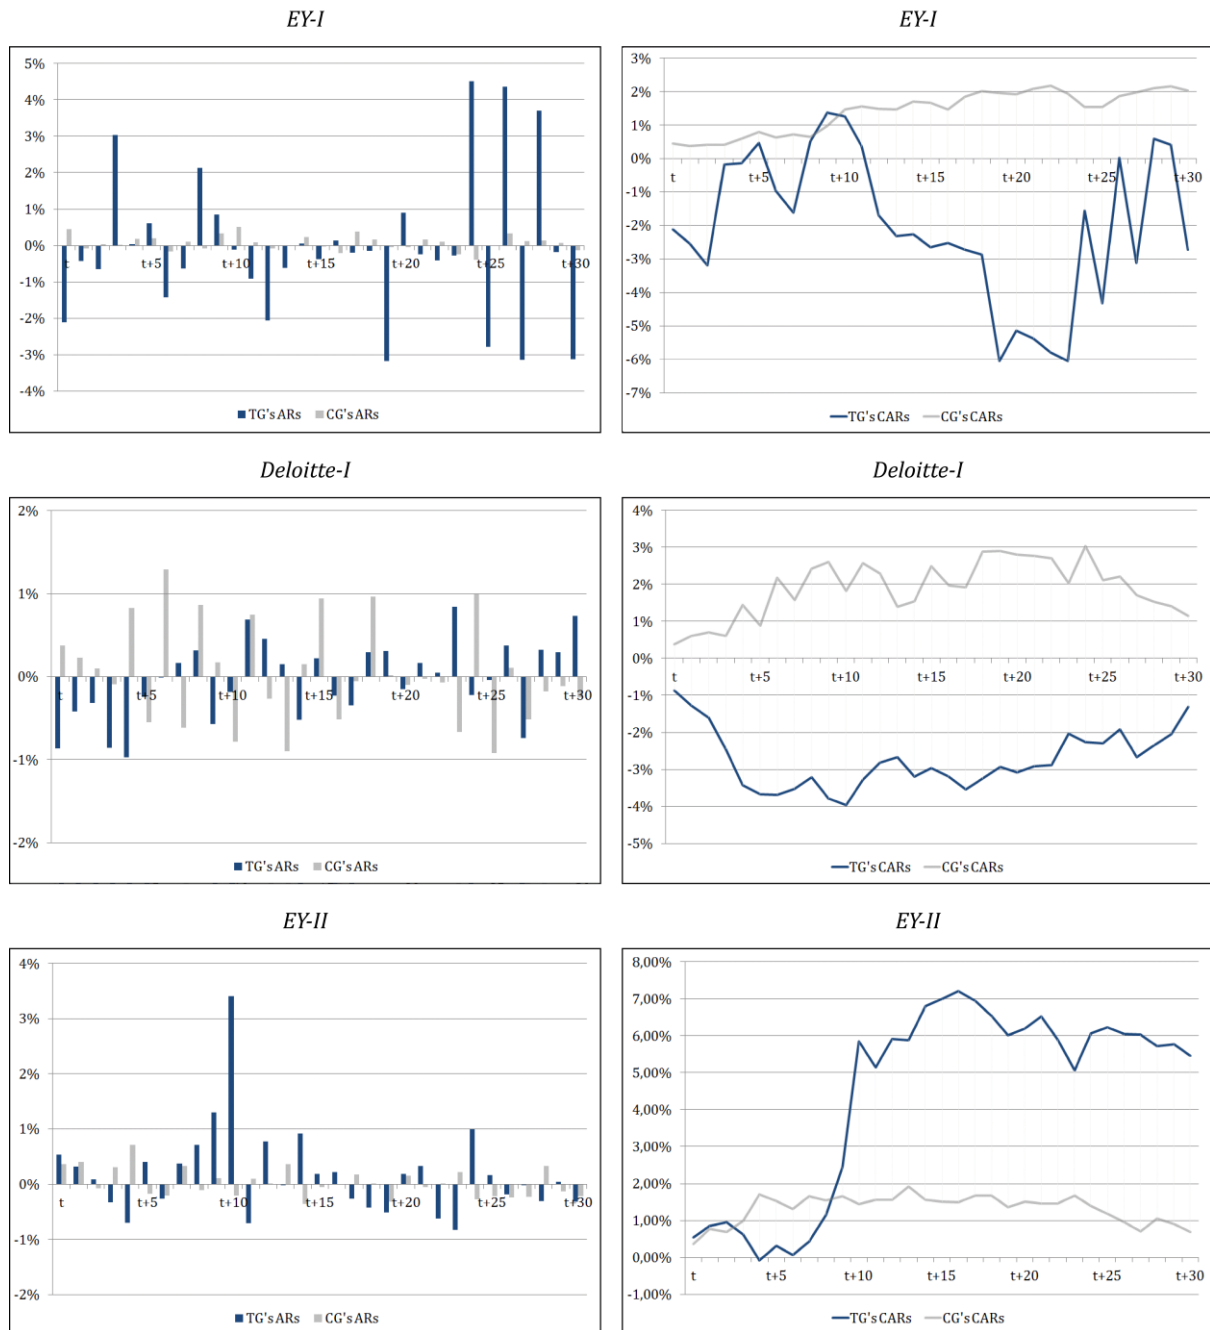 EY-I
5%
4%
3%
2%
1%
0%
-1%
-2%
-3%
-4%
t t+5 t+10 t+15 t+20 t+25 t+30
TG's ARs CG's ARs
EY-I
3%
2%
1%
0%
-1%
-2%
-3%
-4%
-5%
-6%
-7%
t t+5 t+10 t+15 t+20 t+25 t+30
TG's CARs CG's CARs
Deloitte-I
2%
1%
0%
-1%
-2%
t t+5 t+10 t+15 t+20 t+25 t+30
TG's ARs CG's ARs
Deloitte-I
4%
3%
2%
1%
0%
-1%
-2%
-3%
-4%
-5%
t t+5 t+10 t+15 t+20 t+25 t+30
TG's CARs CG's CARs
EY-II
4%
3%
2%
1%
0%
-1%
-2%
t t+5 t+10 t+15 t+20 t+25 t+30
TG's ARs CG's ARs
EY-II
8,00%
7,00%
6,00%
5,00%
4,00%
3,00%
2,00%
1,00%
0,00%
-1,00%
t t+5 t+10 t+15 t+20 t+25 t+30
TG's CARs CG's CARs